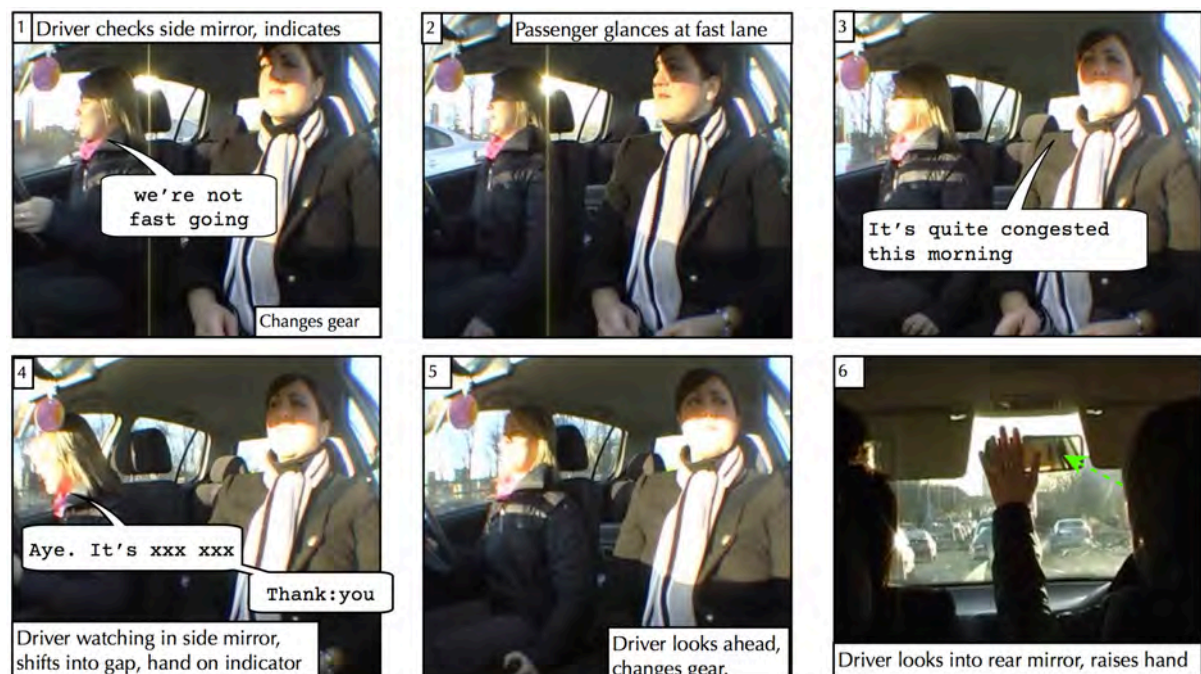 1 Driver checks side mirror, indicates
we're not
fast going
Changes gear
2 Passenger glances at fast lane
3
It's quite congested
this morning
4
Aye. It's xxx xxx
Thank:you
Driver watching in side mirror,
shifts into gap, hand on indicator
5
Driver looks ahead,
changes gear.
6
Driver looks into rear mirror, raises hand